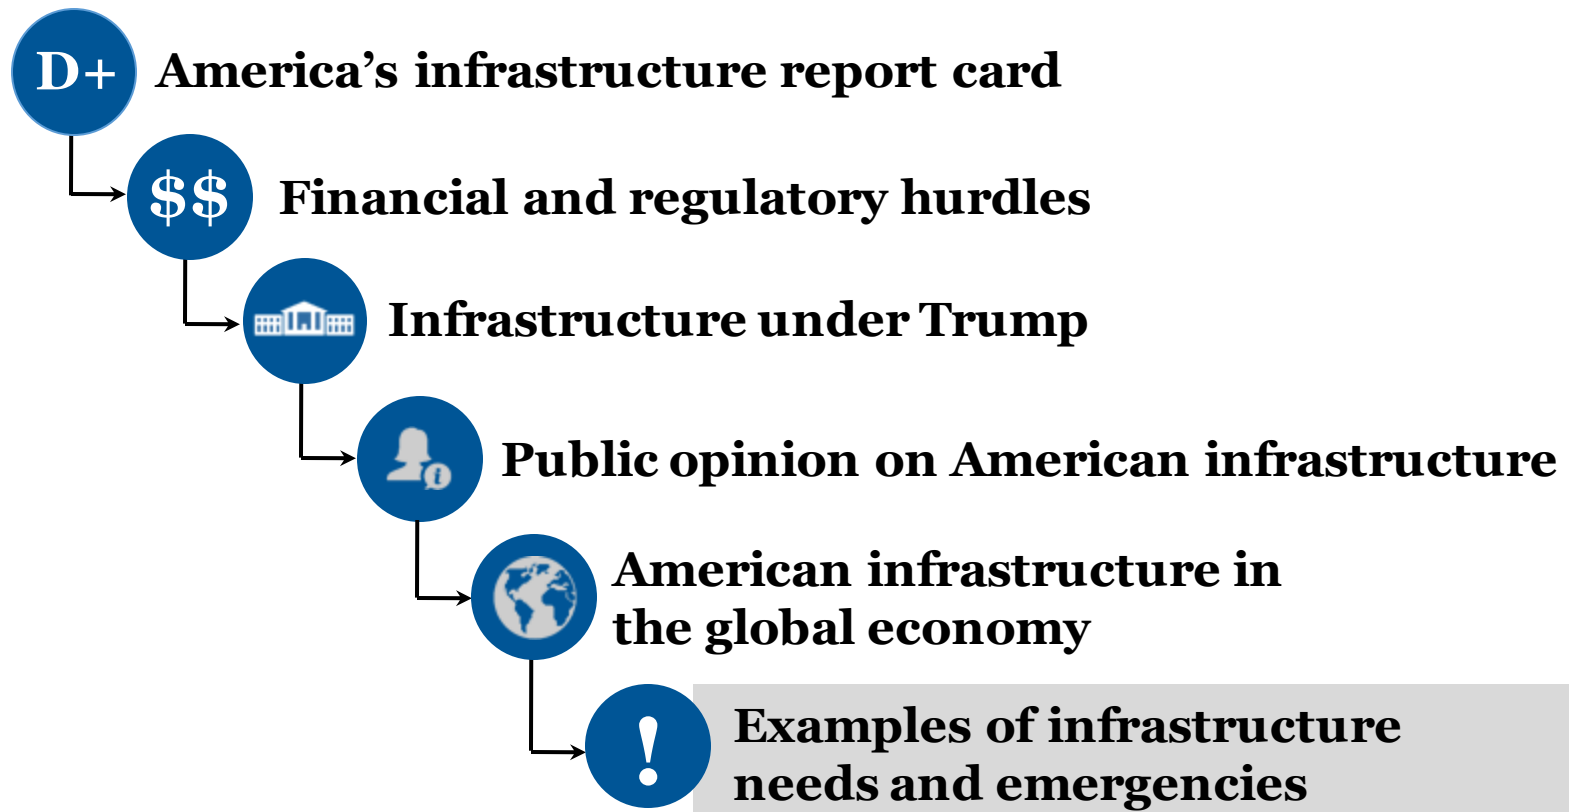 D+ America’s infrastructure report card
$$ Financial and regulatory hurdles
Infrastructure under Trump
i
Public opinion on American infrastructure
American infrastructure in
the global economy
!
Examples of infrastructure
needs and emergencies